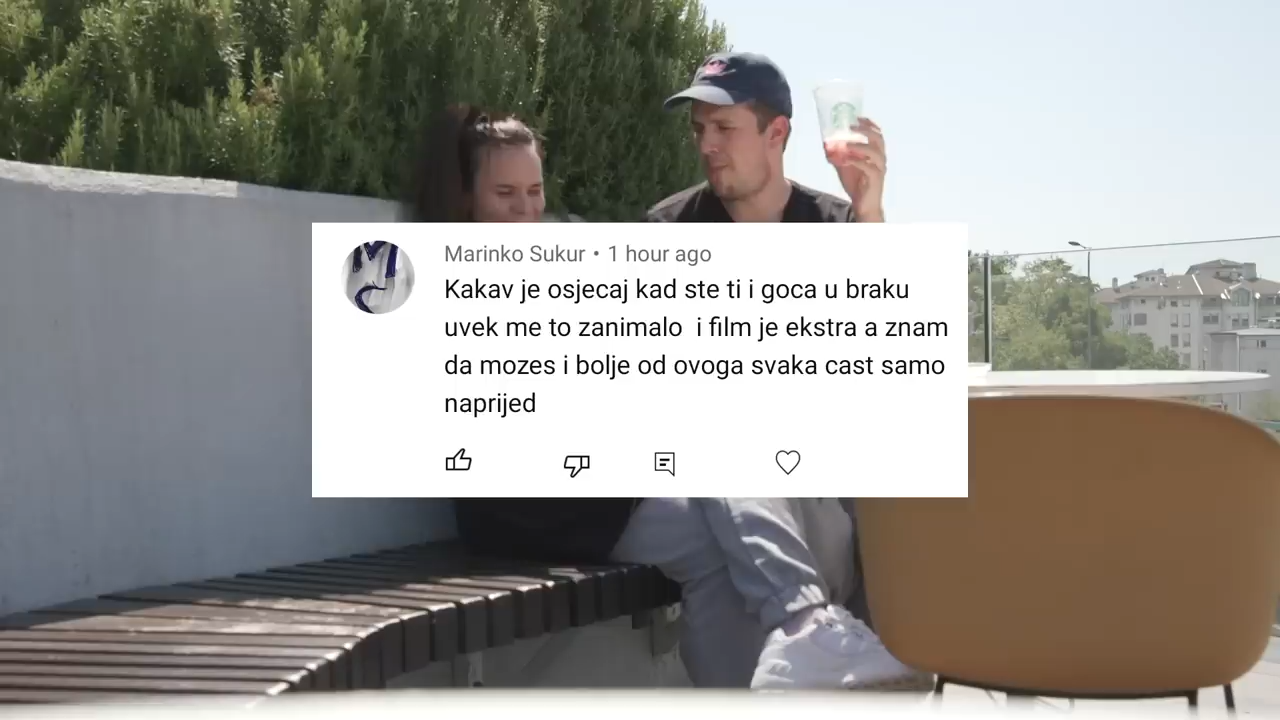 Marinko Sukur • 1 hour ago
Kakav je osjecaj kad ste ti i goca u braku
uvek me to zanimalo  i film je ekstra a znam
da mozes i bolje od ovoga svaka cast samo
naprijed